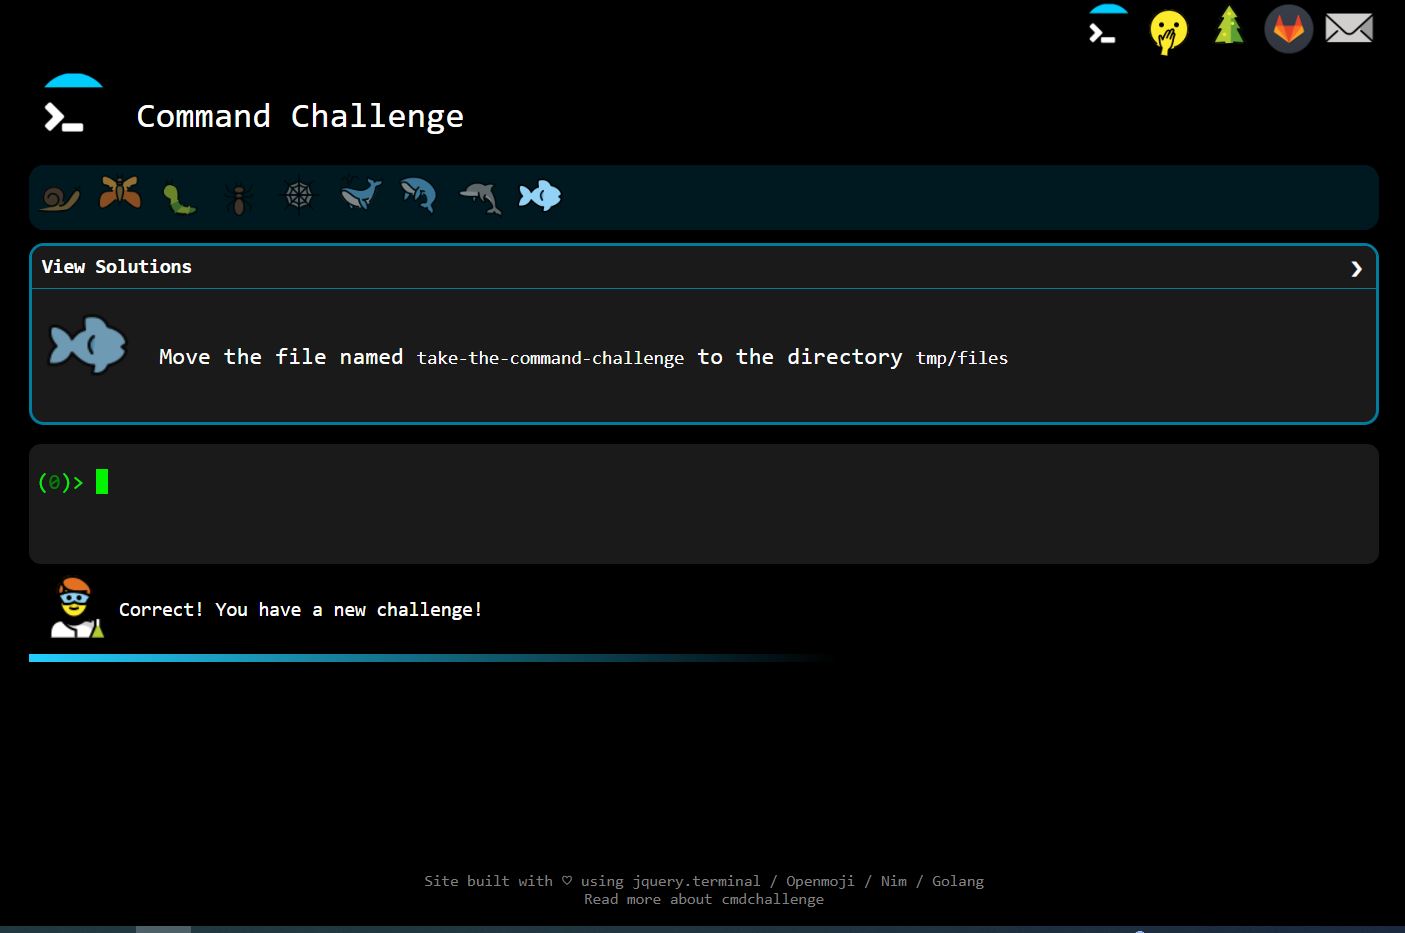 Command Challenge
View Solutions
Move the file named take-the-command-challenge to the directory tmp/files
(0)>
Correct! You have a new challenge!
Site built with ♡ using jquery.terminal / Openmoji / Nim / Golang
Read more about cmdchallenge